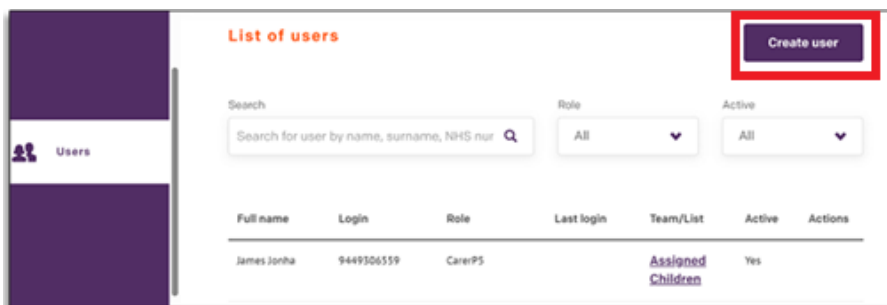 List of users
Create user
Search
Role
Active
Search for user by name, surname, NHS nur
All
All
Users
Full name
Login
Role
Last login
Team/List
Active
Actions
James Jonha
9449306559
CarerPS
Assigned
Children
Yes